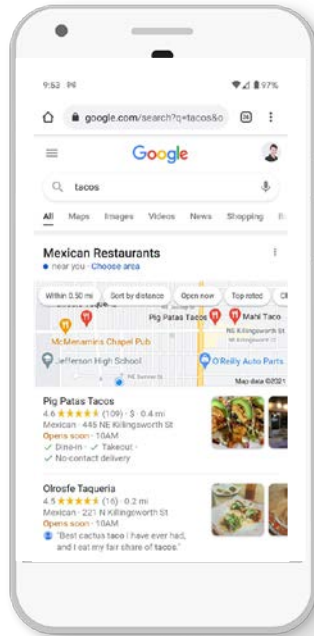 9:53
97%
google.com/search?q=tacos&o
Google
tacos
All Maps Images Videos News Shopping
Mexican Restaurants
near you · Choose area
Within 0.50 mi Sort by distance Open now Top rated
Pig Patas Tacos Mahi Taco
NE Killingsworth St
McMenamins Chapel Pub
Jefferson High School O'Reilly Auto Parts
Map data ©2021
Pig Patas Tacos
4.6 (109) · $ · 0.4 mi
Mexican · 445 NE Killingsworth St
Opens soon · 10AM
✓ Dine-in · ✓ Takeout ·
✓ No-contact delivery
Olrosfe Taqueria
4.5 (16) · 0.2 mi
Mexican · 221 N Killingsworth St
Opens soon · 10AM
"Best cactus taco I have ever had,
and I eat my fair share of tacos."